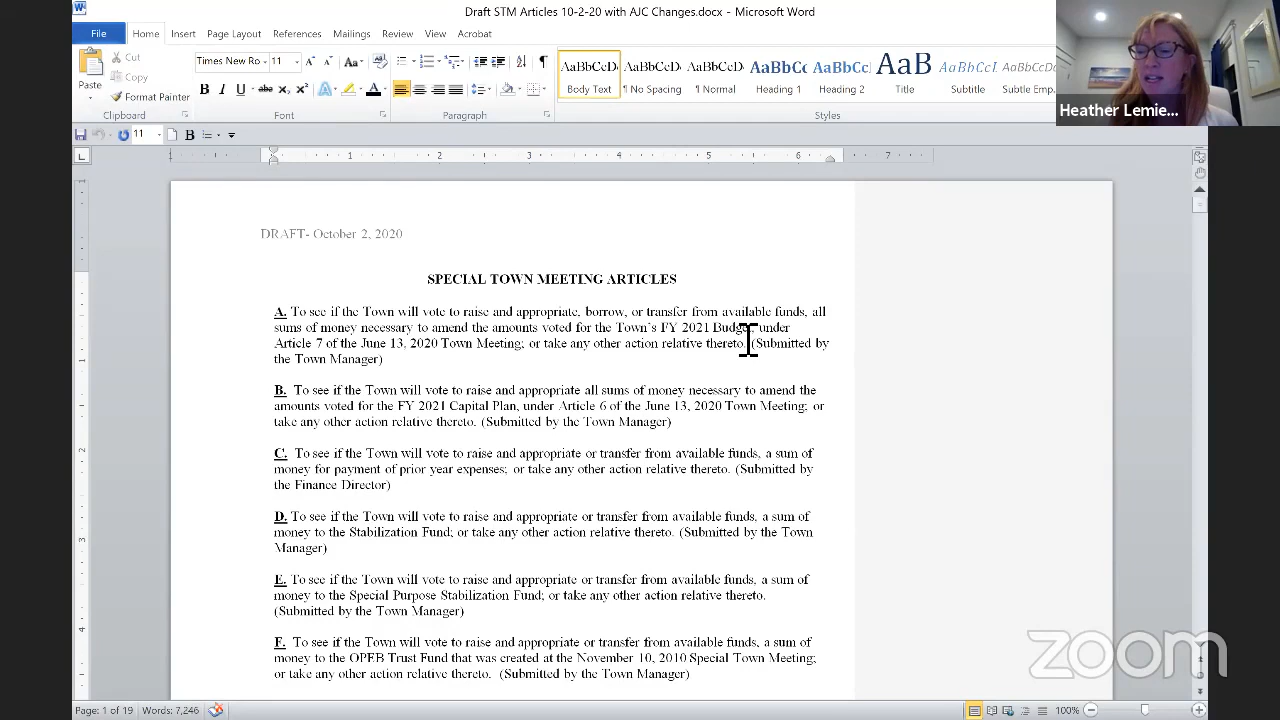 Draft STM Articles 10-2-20 with AJC Changes.docx - Microsoft Word
File Home Insert Page Layout References Mailings Review View Acrobat
Times New Ro 11
Cut
Copy
Paste
Format Painter
AaBbCcDc AaBbCcDc AaBbCcDc AaBbCc AaBbCc AaB AaBbCcI AaBbCcDc
Body Text No Spacing Normal Heading 1 Heading 2 Title Subtitle Subtle Emp...
Clipboard Font Paragraph Styles
Heather Lemie...
11
1 1 2 3 4 5 6 7
DRAFT- October 2, 2020
SPECIAL TOWN MEETING ARTICLES
A. To see if the Town will vote to raise and appropriate, borrow, or transfer from available funds, all
sums of money necessary to amend the amounts voted for the Town's FY 2021 Budget, under
Article 7 of the June 13, 2020 Town Meeting; or take any other action relative thereto. (Submitted by
the Town Manager)
B. To see if the Town will vote to raise and appropriate all sums of money necessary to amend the
amounts voted for the FY 2021 Capital Plan, under Article 6 of the June 13, 2020 Town Meeting; or
take any other action relative thereto. (Submitted by the Town Manager)
C. To see if the Town will vote to raise and appropriate or transfer from available funds, a sum of
money for payment of prior year expenses; or take any other action relative thereto. (Submitted by
the Finance Director)
D. To see if the Town will vote to raise and appropriate or transfer from available funds, a sum of
money to the Stabilization Fund; or take any other action relative thereto. (Submitted by the Town
Manager)
E. To see if the Town will vote to raise and appropriate or transfer from available funds, a sum of
money to the Special Purpose Stabilization Fund; or take any other action relative thereto.
(Submitted by the Town Manager)
F. To see if the Town will vote to raise and appropriate or transfer from available funds, a sum of
money to the OPEB Trust Fund that was created at the November 10, 2010 Special Town Meeting;
or take any other action relative thereto. (Submitted by the Town Manager)
zoom
Page: 1 of 19 Words: 7,246 100%